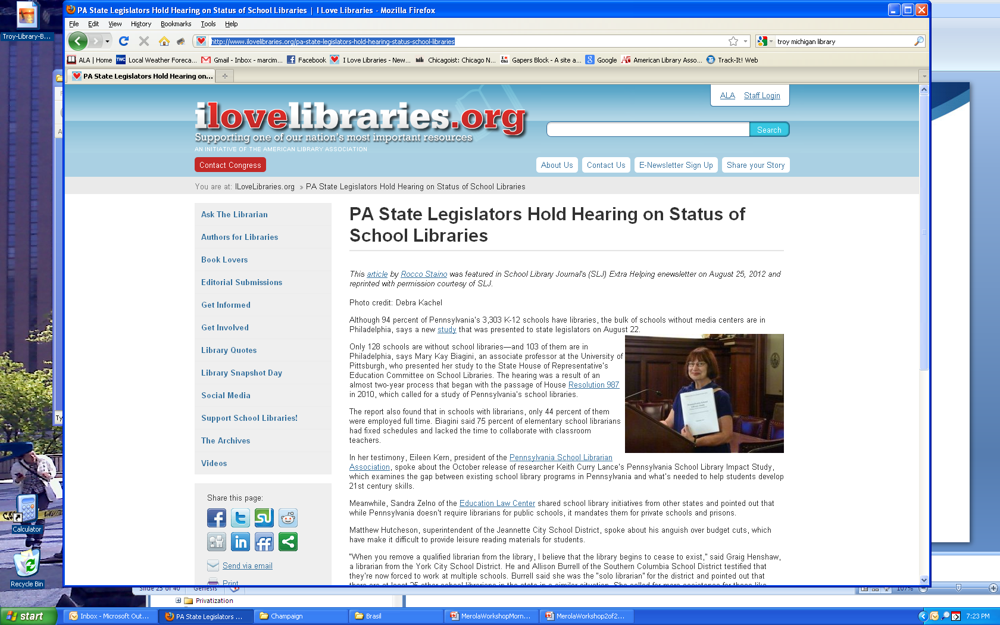 Troy-Library-B...
PA State Legislators Hold Hearing on Status of School Libraries | I Love Libraries - Mozilla Firefox
File Edit View History Bookmarks Tools Help
http://www.ilovelibraries.org/pa-state-legislators-hold-hearing-status-school-libraries
troy michigan library
ALA | Home Local Weather Foreca... Gmail - Inbox - marcim... Facebook I Love Libraries - New... Chicagoist: Chicago N... Gapers Block - A site a... Google American Library Asso... Track-It! Web
PA State Legislators Hold Hearing on...
ALA Staff Login
ilovelibraries.org
Supporting one of our nation's most important resources
AN INITIATIVE OF THE AMERICAN LIBRARY ASSOCIATION
Search
Contact Congress
About Us Contact Us E-Newsletter Sign Up Share your Story
You are at: ILoveLibraries.org » PA State Legislators Hold Hearing on Status of School Libraries
Ask The Librarian
Authors for Libraries
Book Lovers
Editorial Submissions
Get Informed
Get Involved
Library Quotes
Library Snapshot Day
Social Media
Support School Libraries!
The Archives
Videos
Share this page:
Send via email
Print
PA State Legislators Hold Hearing on Status of
School Libraries
This article by Rocco Staino was featured in School Library Journal's (SLJ) Extra Helping enewsletter on August 25, 2012 and
reprinted with permission courtesy of SLJ.
Photo credit: Debra Kachel
Although 94 percent of Pennsylvania's 3,303 K-12 schools have libraries, the bulk of schools without media centers are in
Philadelphia, says a new study that was presented to state legislators on August 22.
Only 128 schools are without school libraries—and 103 of them are in
Philadelphia, says Mary Kay Biagini, an associate professor at the University of
Pittsburgh, who presented her study to the State House of Representative's
Education Committee on School Libraries. The hearing was a result of an
almost two-year process that began with the passage of House Resolution 987
in 2010, which called for a study of Pennsylvania's school libraries.
The report also found that in schools with librarians, only 44 percent of them
were employed full time. Biagini said 75 percent of elementary school librarians
had fixed schedules and lacked the time to collaborate with classroom
teachers.
In her testimony, Eileen Kern, president of the Pennsylvania School Librarian
Association, spoke about the October release of researcher Keith Curry Lance's Pennsylvania School Library Impact Study,
which examines the gap between existing school library programs in Pennsylvania and what's needed to help students develop
21st century skills.
Meanwhile, Sandra Zelno of the Education Law Center shared school library initiatives from other states and pointed out that
while Pennsylvania doesn't require librarians for public schools, it mandates them for private schools and prisons.
Matthew Hutcheson, superintendent of the Jeannette City School District, spoke about his anguish over budget cuts, which
have make it difficult to provide leisure reading materials for students.
"When you remove a qualified librarian from the library, I believe that the library begins to cease to exist," said Graig Henshaw,
a librarian from the York City School District. He and Allison Burrell of the Southern Columbia School District testified that
they're now forced to work at multiple schools. Burrell said she was the "solo librarian" for the district and pointed out that
there are at least 25 other school librarians in the state in a similar situation. She called for more assistance for those like
Calculator
Recycle Bin
Slide 23 of 40 Genesis 107%
Privatization
start Inbox - Microsoft Out... PA State Legislators ... Champaign Brasil MerolaWorkshopMorn... MerolaWorkshop2of2... 7:23 PM